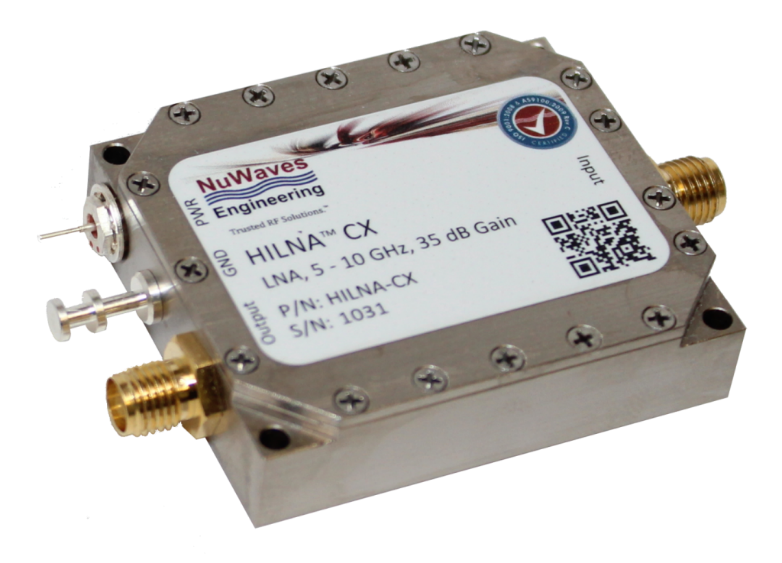 NuWaves
Engineering
Trusted RF Solutions.™
HILNA™ CX
LNA, 5 - 10 GHz, 35 dB Gain
P/N: HILNA-CX
S/N: 1031
PWR
GND
Output
Input